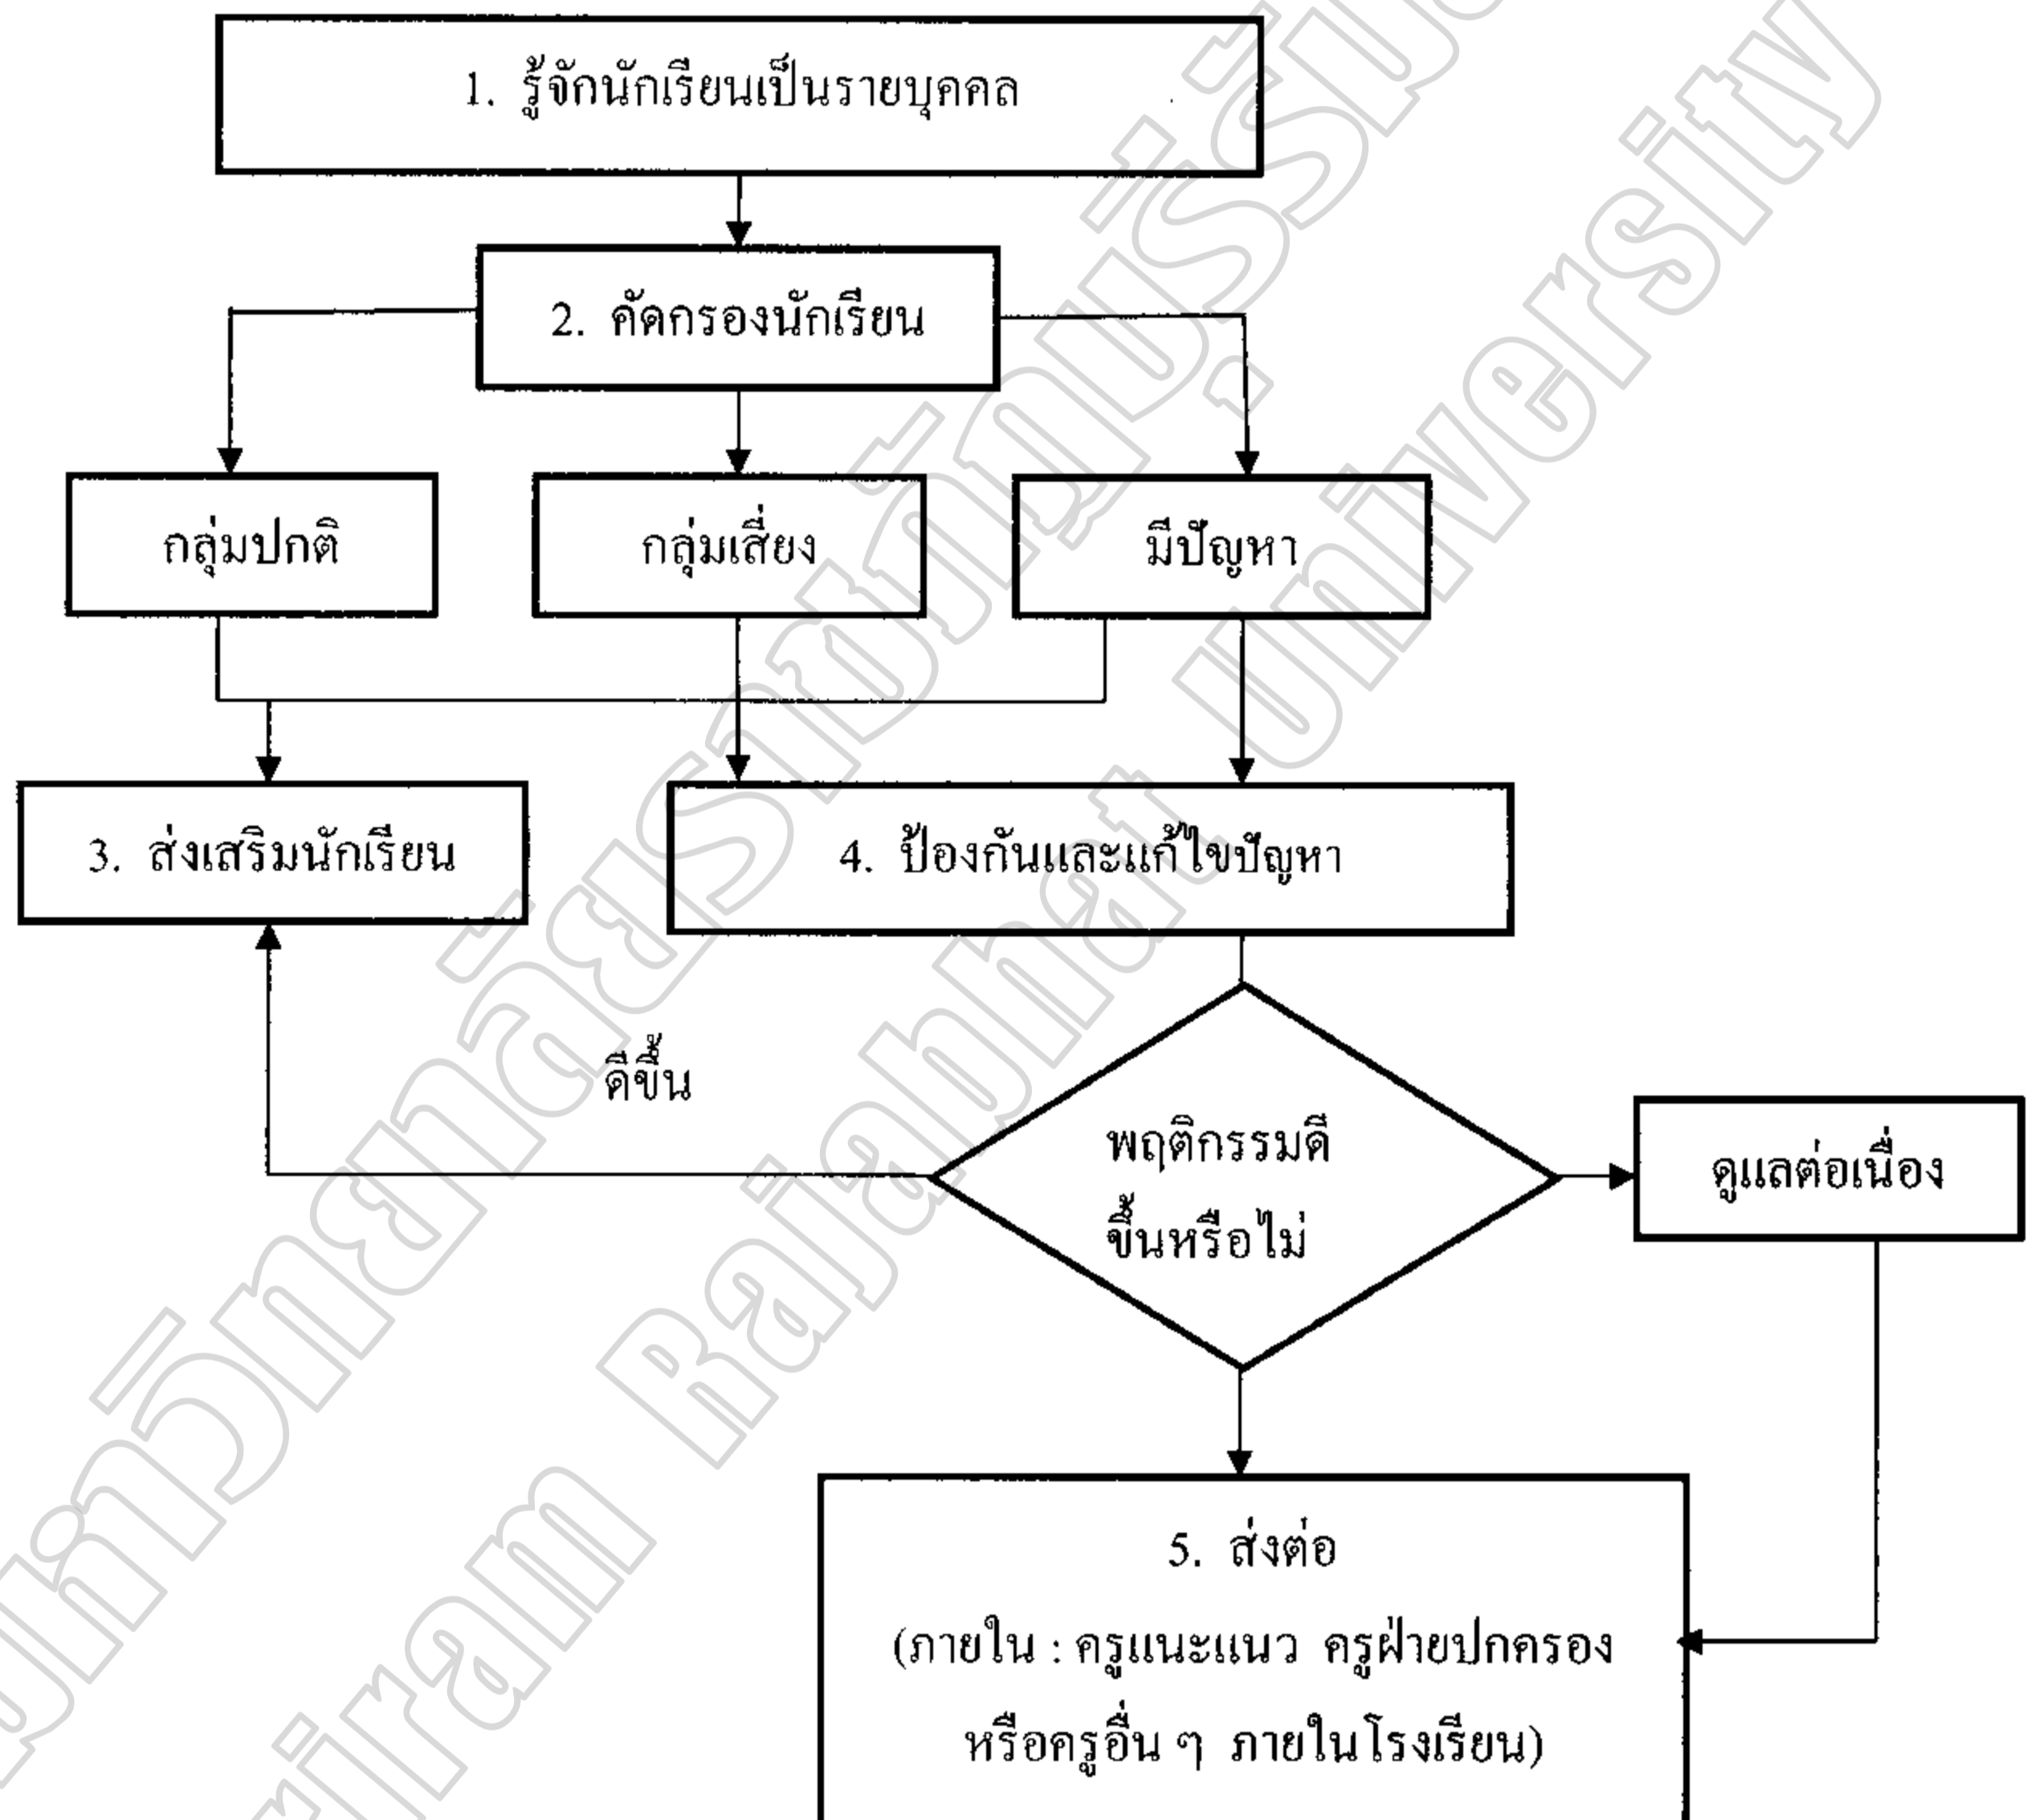 1. รู้จักนักเรียนเป็นรายบุคคล
2. คัดกรองนักเรียน
กลุ่มปกติ
กลุ่มเสี่ยง
มีปัญหา
3. ส่งเสริมนักเรียน
4. ป้องกันและแก้ไขปัญหา
ดีขึ้น
พฤติกรรมดี
ขึ้นหรือไม่
ดูแลต่อเนื่อง
5. ส่งต่อ
(ภายใน : ครูแนะแนว ครูฝ่ายปกครอง
หรือครูอื่น ๆ ภายในโรงเรียน)
Rajabhat University